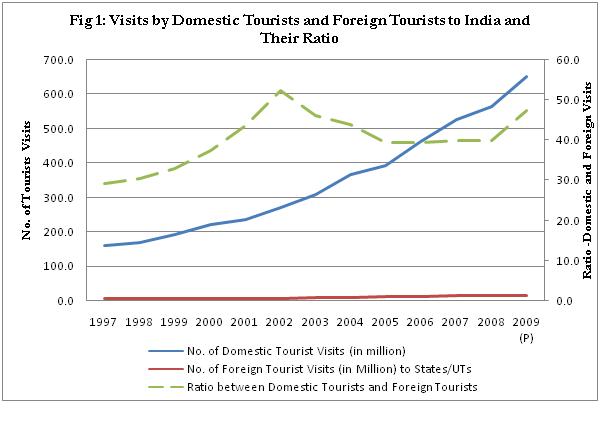 Fig 1: Visits by Domestic Tourists and Foreign Tourists to India and
Their Ratio
No. of Tourists Visits
700.0
600.0
500.0
400.0
300.0
200.0
100.0
0.0
60.0
50.0
40.0
30.0
20.0
10.0
0.0
Ratio -Domestic and Foreign Visits
1997 1998 1999 2000 2001 2002 2003 2004 2005 2006 2007 2008 2009
(P)
No. of Domestic Tourist Visits (in million)
No. of Foreign Tourist Visits (in Million) to States/UTs
Ratio between Domestic Tourists and Foreign Tourists